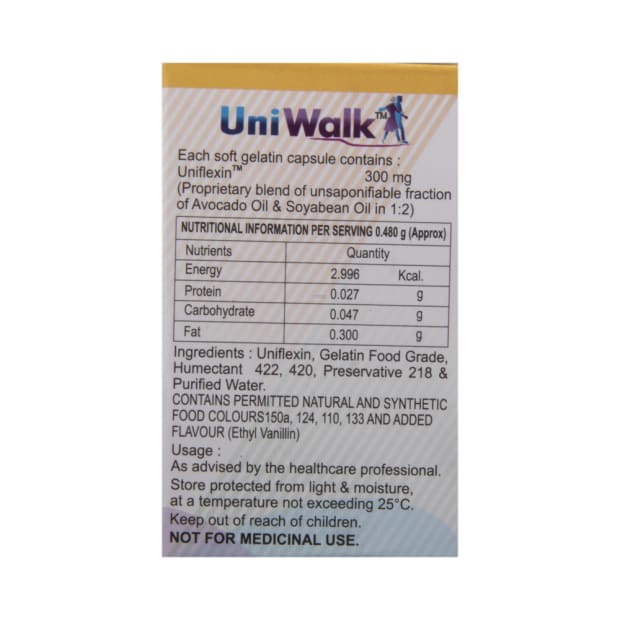 UniWalk™
Each soft gelatin capsule contains :
Uniflexin™ 300 mg
(Proprietary blend of unsaponifiable fraction
of Avocado Oil & Soyabean Oil in 1:2)
NUTRITIONAL INFORMATION PER SERVING 0.480 g (Approx)
Nutrients Quantity
Energy 2.996 Kcal.
Protein 0.027 g
Carbohydrate 0.047 g
Fat 0.300 g
Ingredients : Uniflexin, Gelatin Food Grade,
Humectant 422, 420, Preservative 218 &
Purified Water.
CONTAINS PERMITTED NATURAL AND SYNTHETIC
FOOD COLOURS150a, 124, 110, 133 AND ADDED
FLAVOUR (Ethyl Vanillin)
Usage :
As advised by the healthcare professional.
Store protected from light & moisture,
at a temperature not exceeding 25°C.
Keep out of reach of children.
NOT FOR MEDICINAL USE.